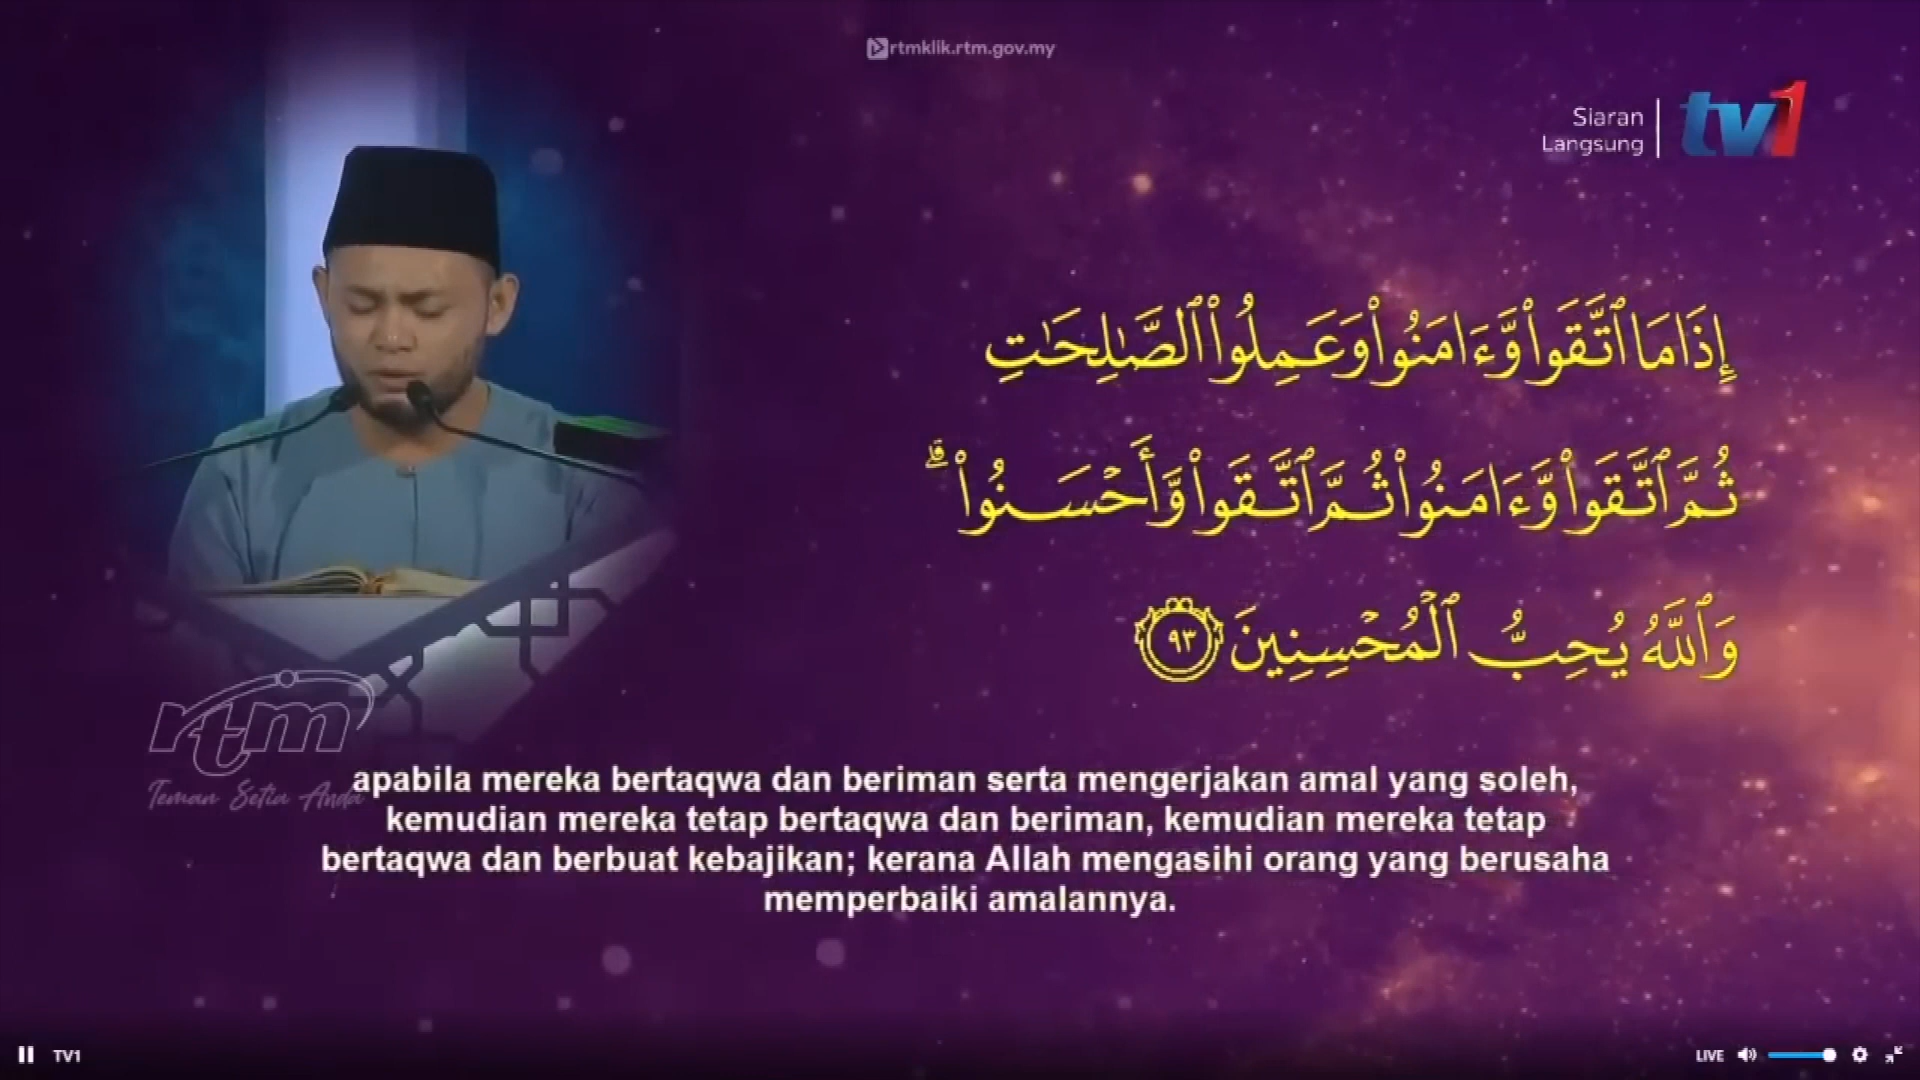 rtmklik.rtm.gov.my
Siaran
Langsung
tv1
إِذَا مَا ٱتَّقَوا۟ وَّءَامَنُوا۟ وَعَمِلُوا۟ ٱلصَّـٰلِحَـٰتِ
ثُمَّ ٱتَّقَوا۟ وَّءَامَنُوا۟ ثُمَّ ٱتَّقَوا۟ وَّأَحْسَنُوا۟ ۗ
وَٱللَّهُ يُحِبُّ ٱلْمُحْسِنِينَ ٩٣
rtm
Teman Setia Anda
apabila mereka bertaqwa dan beriman serta mengerjakan amal yang soleh,
kemudian mereka tetap bertaqwa dan beriman, kemudian mereka tetap
bertaqwa dan berbuat kebajikan; kerana Allah mengasihi orang yang berusaha
memperbaiki amalannya.
TV1
LIVE